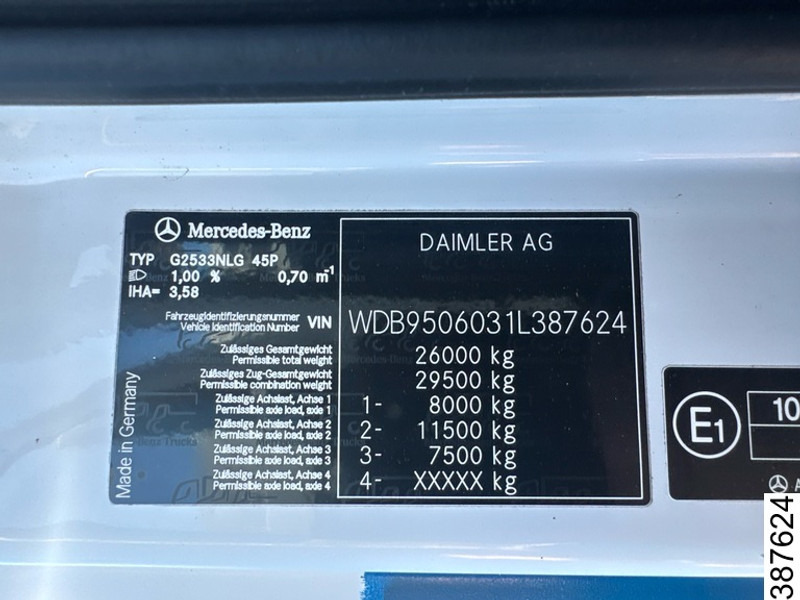 Mercedes-Benz
DAIMLER AG
TYP G2533NLG 45P
1,00 % 0,70 m⁻¹
IHA= 3,58
Fahrzeugidentifizierungsnummer
Vehicle Identification Number VIN WDB9506031L387624
Zulässiges Gesamtgewicht
Permissible total weight 26000 kg
Zulässiges Zug-Gesamtgewicht
Permissible combination weight 29500 kg
Zulässige Achslast, Achse 1
Permissible axle load, axle 1 1- 8000 kg
Zulässige Achslast, Achse 2
Permissible axle load, axle 2 2- 11500 kg
Zulässige Achslast, Achse 3
Permissible axle load, axle 3 3- 7500 kg
Zulässige Achslast, Achse 4
Permissible axle load, axle 4 4- XXXXX kg
Made in Germany
E1
10
A
387624